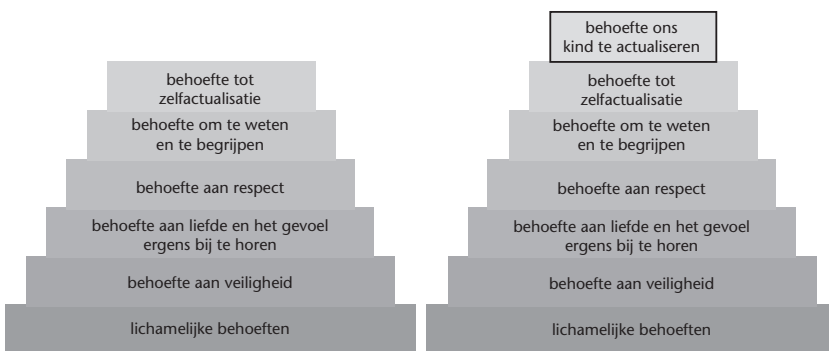 behoefte tot
zelfactualisatie
behoefte om te weten
en te begrijpen
behoefte aan respect
behoefte aan liefde en het gevoel
ergens bij te horen
behoefte aan veiligheid
lichamelijke behoeften
behoefte ons
kind te actualiseren
behoefte tot
zelfactualisatie
behoefte om te weten
en te begrijpen
behoefte aan respect
behoefte aan liefde en het gevoel
ergens bij te horen
behoefte aan veiligheid
lichamelijke behoeften